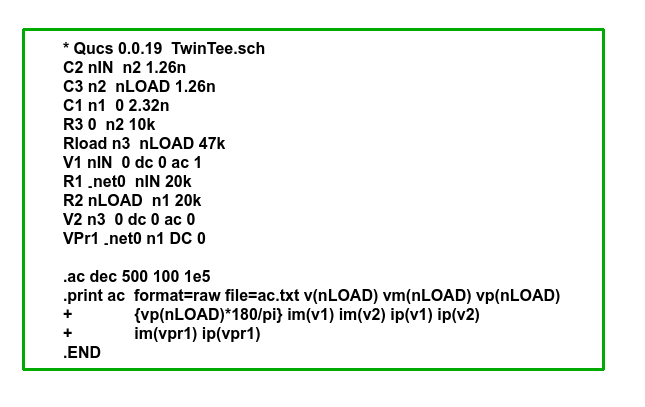 * Qucs 0.0.19 TwinTee.sch
C2 nIN n2 1.26n
C3 n2 nLOAD 1.26n
C1 n1 0 2.32n
R3 0 n2 10k
Rload n3 nLOAD 47k
V1 nIN 0 dc 0 ac 1
R1 _net0 nIN 20k
R2 nLOAD n1 20k
V2 n3 0 dc 0 ac 0
VPr1 _net0 n1 DC 0
.ac dec 500 100 1e5
.print ac format=raw file=ac.txt v(nLOAD) vm(nLOAD) vp(nLOAD)
+ {vp(nLOAD)*180/pi} im(v1) im(v2) ip(v1) ip(v2)
+ im(vpr1) ip(vpr1)
.END